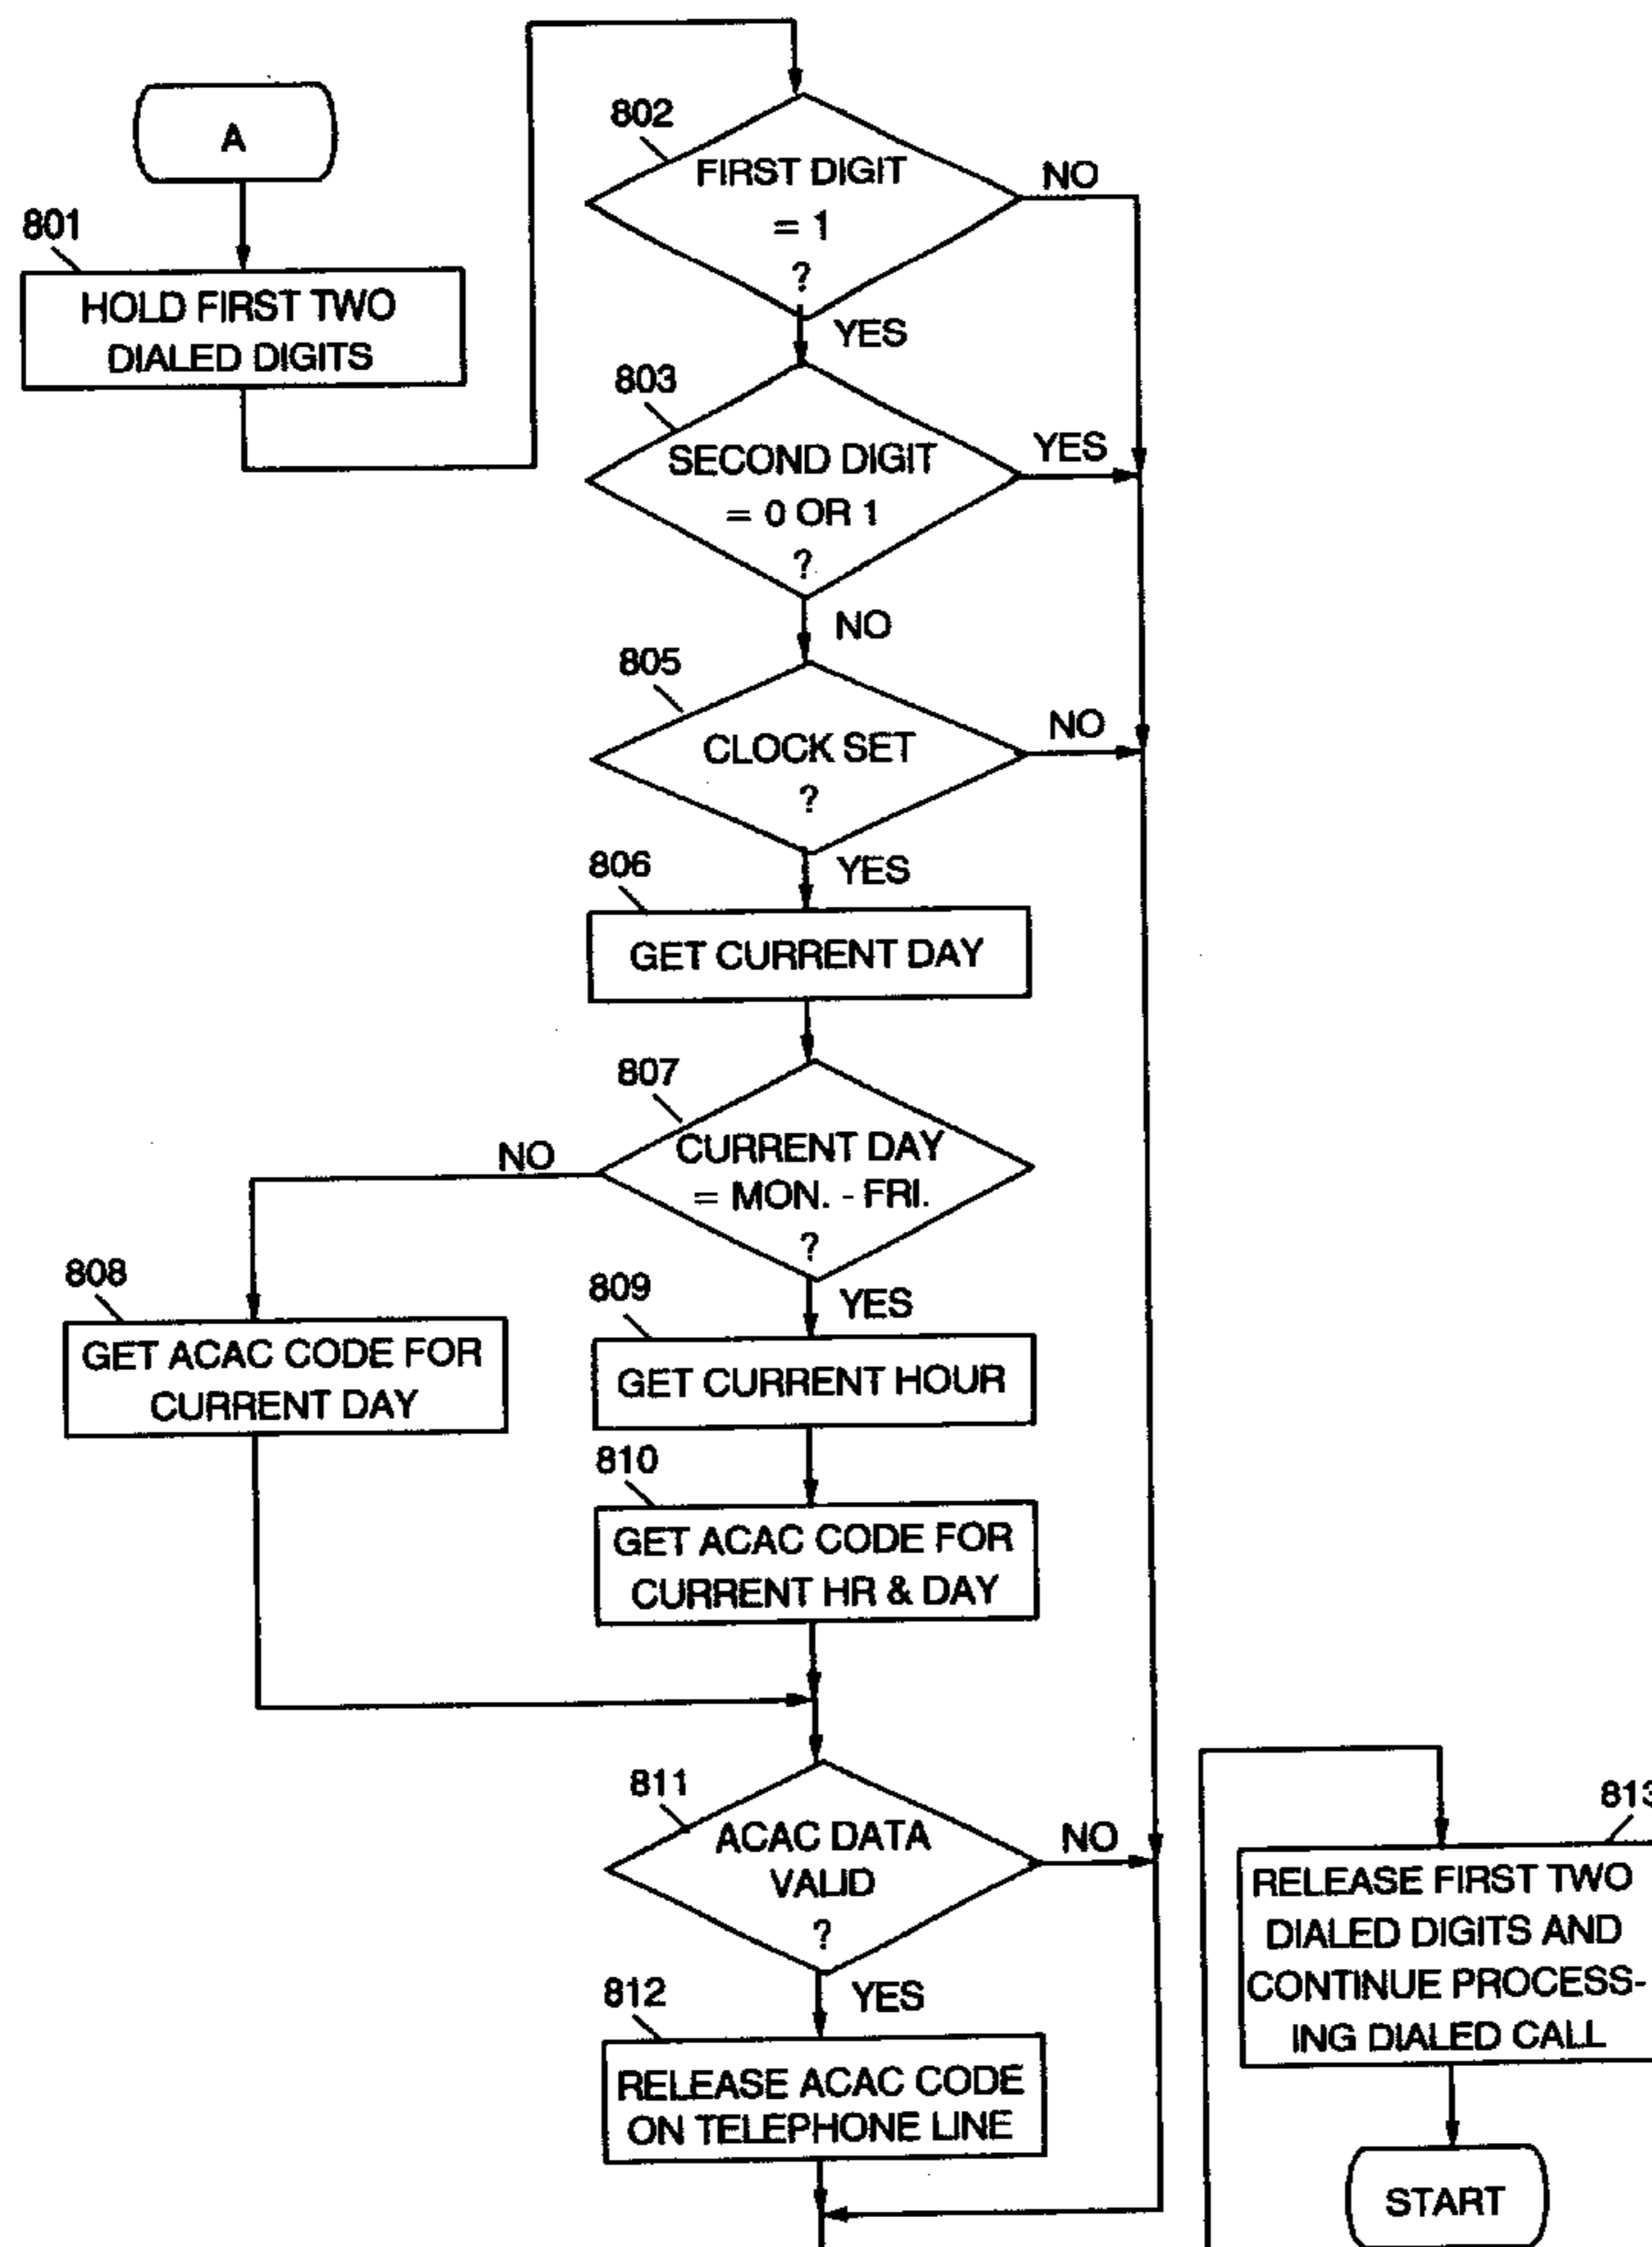 A
801
HOLD FIRST TWO
DIALED DIGITS
802
FIRST DIGIT
= 1
?
NO
YES
803
SECOND DIGIT
= 0 OR 1
?
YES
NO
805
CLOCK SET
?
NO
YES
806
GET CURRENT DAY
807
CURRENT DAY
= MON. - FRI.
?
NO
YES
808
GET ACAC CODE FOR
CURRENT DAY
809
GET CURRENT HOUR
810
GET ACAC CODE FOR
CURRENT HR & DAY
811
ACAC DATA
VALID
?
NO
YES
812
RELEASE ACAC CODE
ON TELEPHONE LINE
813
RELEASE FIRST TWO
DIALED DIGITS AND
CONTINUE PROCESS-
ING DIALED CALL
START